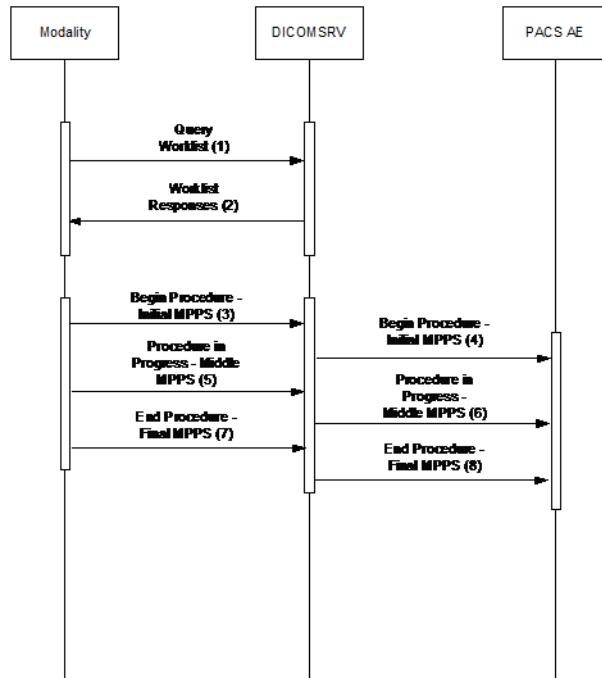 Modality
DICOMSRV
PACS AE
Query
Worklist (1)
Worklist
Responses (2)
Begin Procedure -
Initial MPPS (3)
Begin Procedure -
Initial MPPS (4)
Procedure in
Progress - Middle
MPPS (5)
Procedure in
Progress -
Middle MPPS (6)
End Procedure -
Final MPPS (7)
End Procedure -
Final MPPS (8)